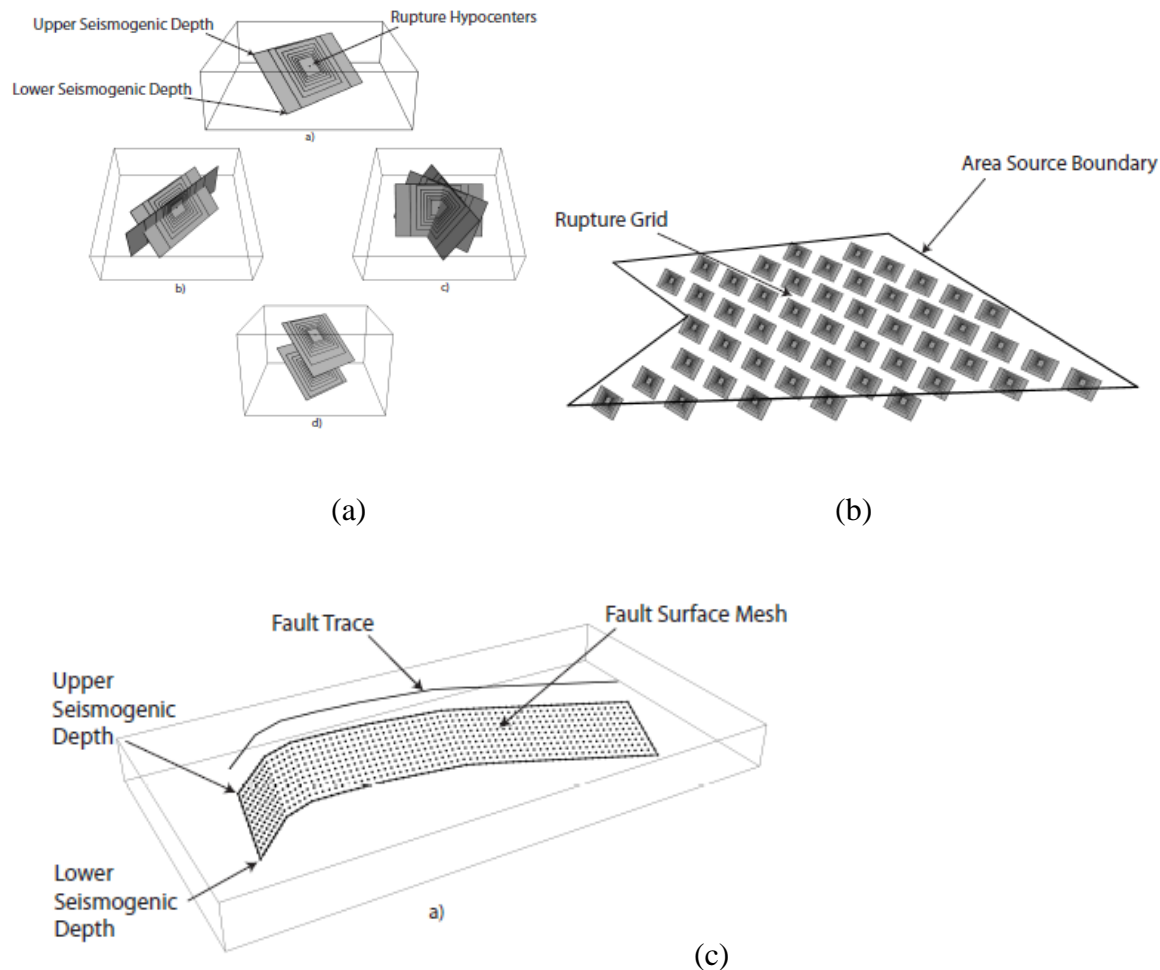 Upper Seismogenic Depth
Rupture Hypocenters
Lower Seismogenic Depth
a)
b)
c)
d)
Area Source Boundary
Rupture Grid
(a)
(b)
Fault Trace
Fault Surface Mesh
Upper
Seismogenic
Depth
Lower
Seismogenic
Depth
a)
(c)